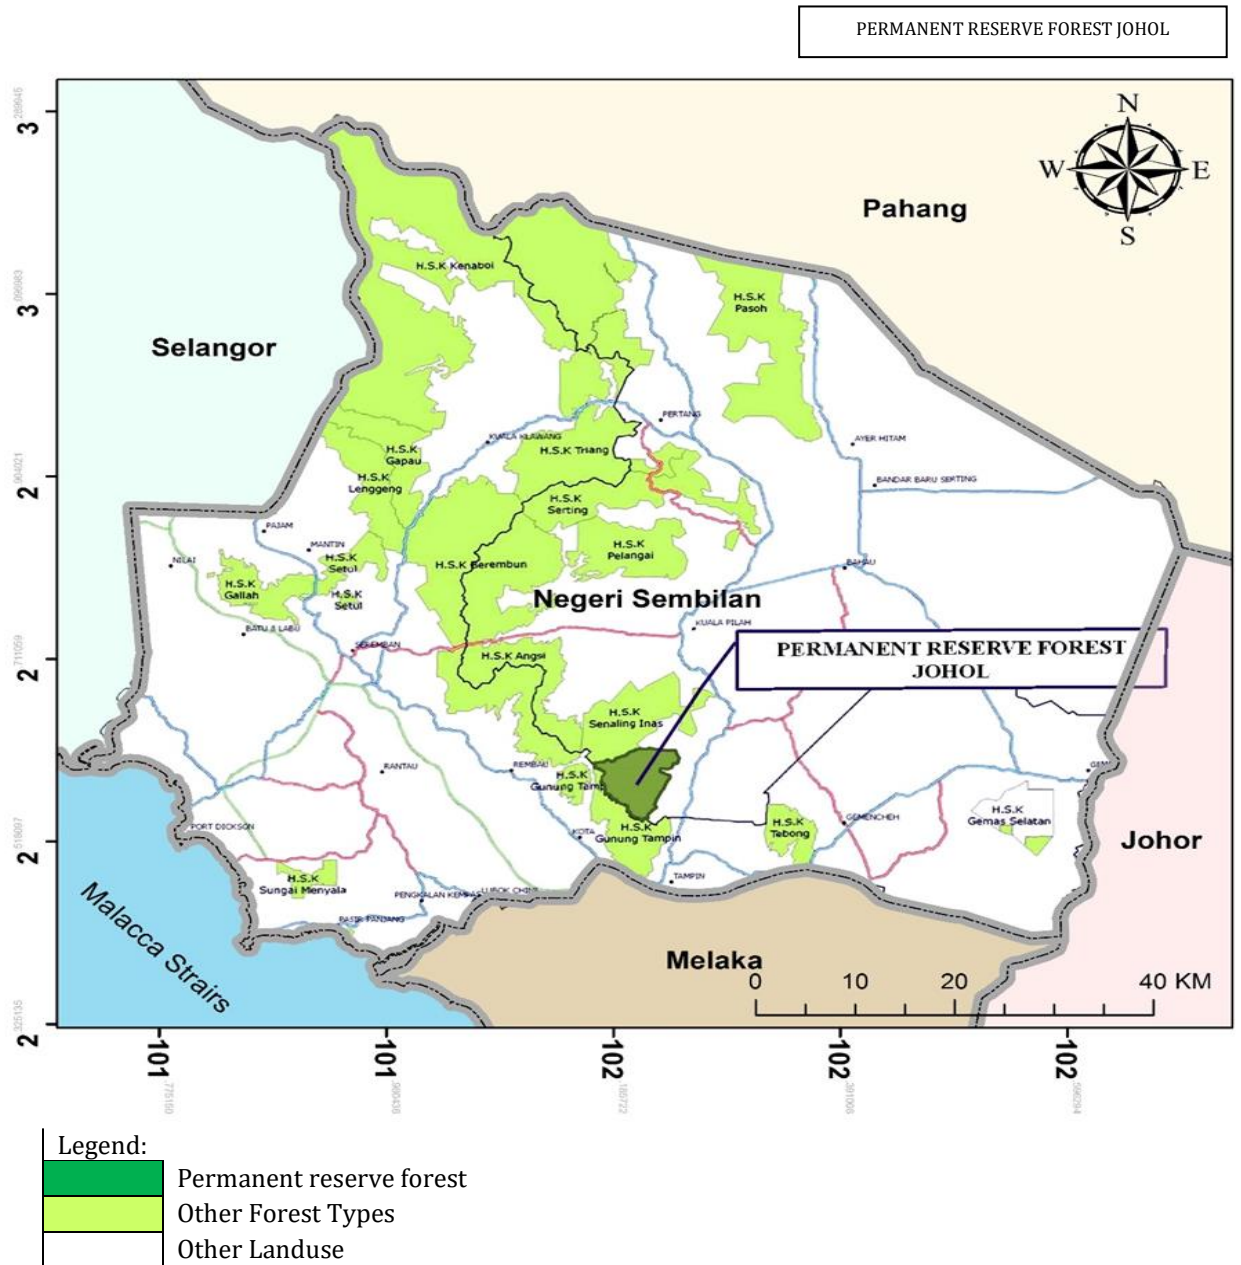 PERMANENT RESERVE FOREST JOHOL
N
W
E
S
Pahang
Selangor
H.S.K Kenaboi
H.S.K
Pasoh
PERTANG
KUALA KLAWANG
H.S.K Triang
AYER HITAM
H.S.K
Gapau
H.S.K
Lenggeng
BANDAR BARU SERTING
H.S.K
Serting
PAJAM
MANTIN
H.S.K
Setul
H.S.K
Pelangai
NILAI
H.S.K Berembun
BAHAU
H.S.K
Gallah
H.S.K
Setul
Negeri Sembilan
KUALA PILAH
SEREMBAN
H.S.K Angsi
PERMANENT RESERVE FOREST
JOHOL
H.S.K
Senaling Inas
RANTAU
REMBAU
H.S.K
Gunung Tamp
H.S.K
Gunung Tampin
KOTA
H.S.K
Tebong
GEMENCHEH
H.S.K
Gemas Selatan
GEM
PORT DICKSON
Johor
H.S.K
Sungai Menyala
PENGKALAN KEMPAS
LUBOK CHINA
TAMPIN
PASIR PANJANG
Malacca Strairs
Melaka
0 10 20 40 KM
3
3
2
2
2
2
101
101
102
102
102
Legend:
Permanent reserve forest
Other Forest Types
Other Landuse